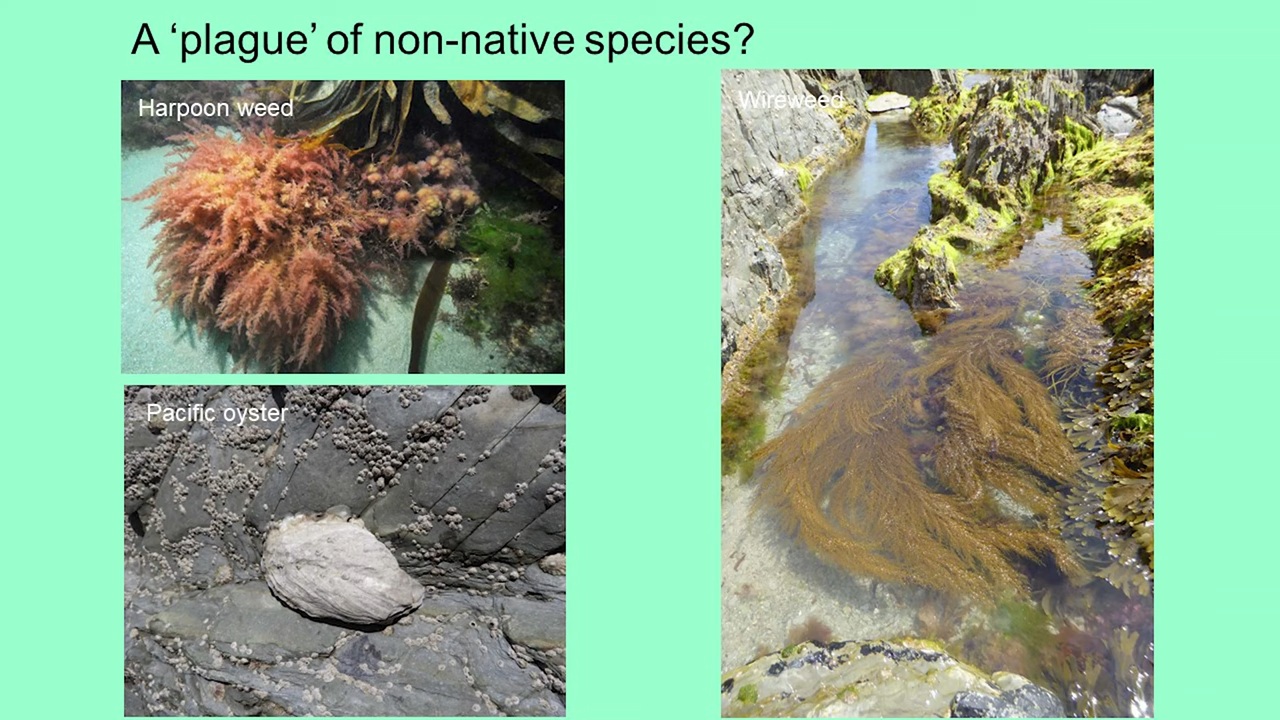 A ‘plague’ of non-native species?
Harpoon weed
Wireweed
Pacific oyster